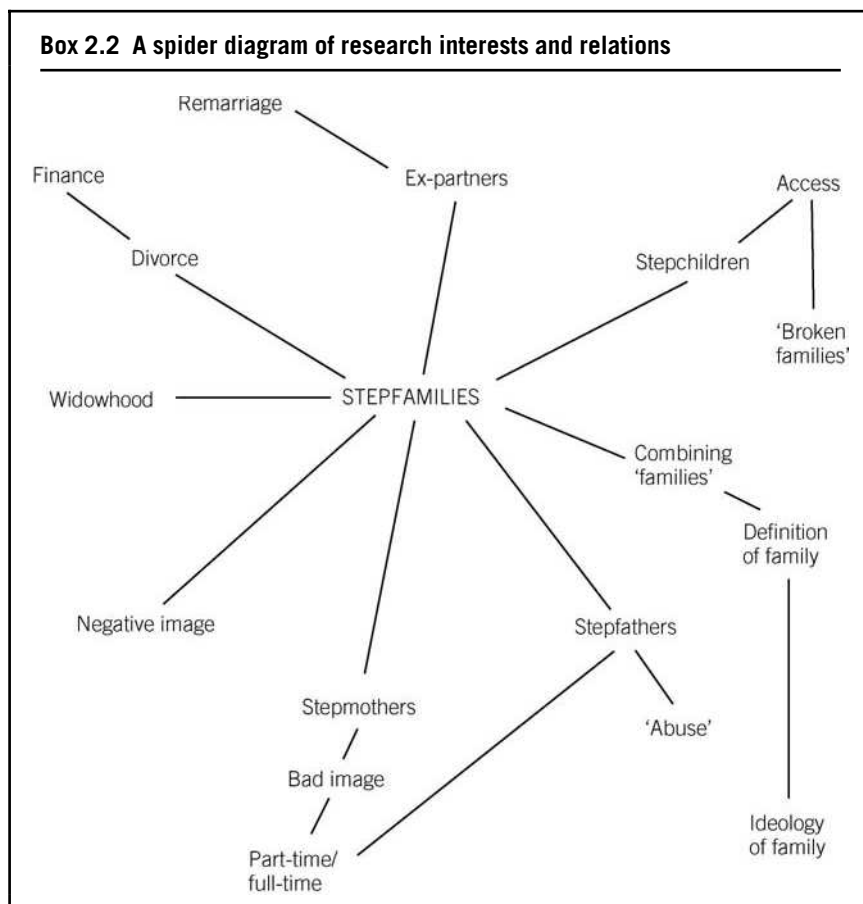 Box 2.2 A spider diagram of research interests and relations
Remarriage
Finance
Ex-partners
Access
Divorce
Stepchildren
'Broken
families'
Widowhood
STEPFAMILIES
Combining
'families'
Definition
of family
Negative image
Stepfathers
Stepmothers
'Abuse'
Bad image
Ideology
of family
Part-time/
full-time